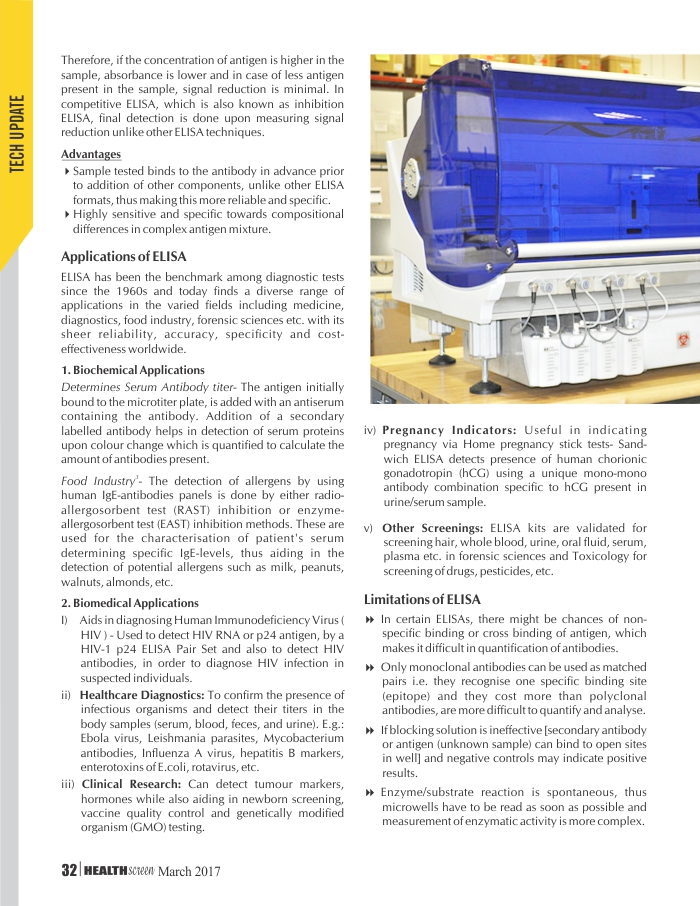 TECH UPDATE
Therefore, if the concentration of antigen is higher in the
sample, absorbance is lower and in case of less antigen
present in the sample, signal reduction is minimal. In
competitive ELISA, which is also known as inhibition
ELISA, final detection is done upon measuring signal
reduction unlike other ELISA techniques.
Advantages
Sample tested binds to the antibody in advance prior
to addition of other components, unlike other ELISA
formats, thus making this more reliable and specific.
Highly sensitive and specific towards compositional
differences in complex antigen mixture.
Applications of ELISA
ELISA has been the benchmark among diagnostic tests
since the 1960s and today finds a diverse range of
applications in the varied fields including medicine,
diagnostics, food industry, forensic sciences etc. with its
sheer reliability, accuracy, specificity and cost-
effectiveness worldwide.
1. Biochemical Applications
Determines Serum Antibody titer- The antigen initially
bound to the microtiter plate, is added with an antiserum
containing the antibody. Addition of a secondary
labelled antibody helps in detection of serum proteins
upon colour change which is quantified to calculate the
amount of antibodies present.
Food Industry³- The detection of allergens by using
human IgE-antibodies panels is done by either radio-
allergosorbent test (RAST) inhibition or enzyme-
allergosorbent test (EAST) inhibition methods. These are
used for the characterisation of patient's serum
determining specific IgE-levels, thus aiding in the
detection of potential allergens such as milk, peanuts,
walnuts, almonds, etc.
2. Biomedical Applications
I) Aids in diagnosing Human Immunodeficiency Virus (
HIV ) - Used to detect HIV RNA or p24 antigen, by a
HIV-1 p24 ELISA Pair Set and also to detect HIV
antibodies, in order to diagnose HIV infection in
suspected individuals.
ii) Healthcare Diagnostics: To confirm the presence of
infectious organisms and detect their titers in the
body samples (serum, blood, feces, and urine). E.g.:
Ebola virus, Leishmania parasites, Mycobacterium
antibodies, Influenza A virus, hepatitis B markers,
enterotoxins of E.coli, rotavirus, etc.
iii) Clinical Research: Can detect tumour markers,
hormones while also aiding in newborn screening,
vaccine quality control and genetically modified
organism (GMO) testing.
iv) Pregnancy Indicators: Useful in indicating
pregnancy via Home pregnancy stick tests- Sand-
wich ELISA detects presence of human chorionic
gonadotropin (hCG) using a unique mono-mono
antibody combination specific to hCG present in
urine/serum sample.
v) Other Screenings: ELISA kits are validated for
screening hair, whole blood, urine, oral fluid, serum,
plasma etc. in forensic sciences and Toxicology for
screening of drugs, pesticides, etc.
Limitations of ELISA
In certain ELISAs, there might be chances of non-
specific binding or cross binding of antigen, which
makes it difficult in quantification of antibodies.
Only monoclonal antibodies can be used as matched
pairs i.e. they recognise one specific binding site
(epitope) and they cost more than polyclonal
antibodies, are more difficult to quantify and analyse.
If blocking solution is ineffective [secondary antibody
or antigen (unknown sample) can bind to open sites
in well] and negative controls may indicate positive
results.
Enzyme/substrate reaction is spontaneous, thus
microwells have to be read as soon as possible and
measurement of enzymatic activity is more complex.
32 HEALTHscreen March 2017